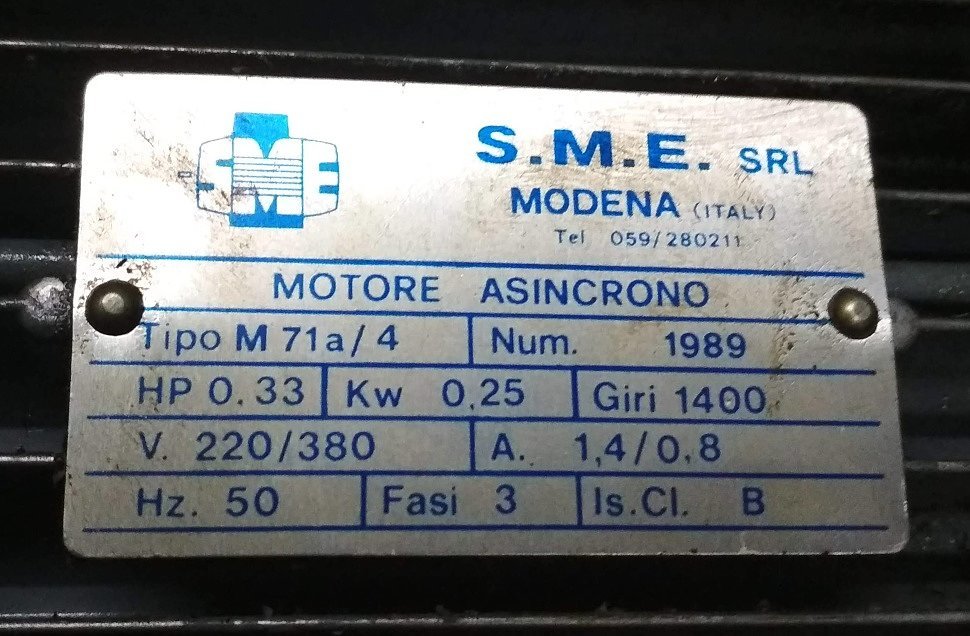 SME
S.M.E. SRL
MODENA (ITALY)
Tel 059/280211
MOTORE ASINCRONO
Tipo M 71a/4 Num. 1989
HP 0.33 Kw 0,25 Giri 1400
V. 220/380 A. 1,4/0,8
Hz. 50 Fasi 3 Is.Cl. B